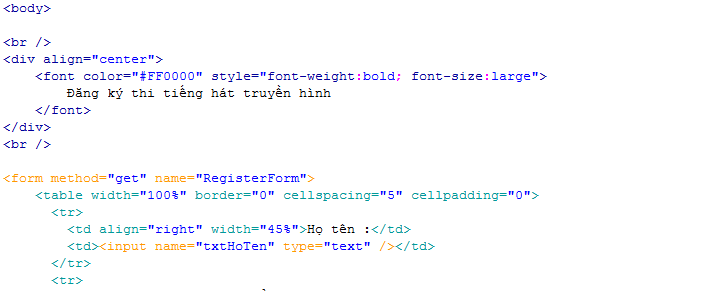 <body>
<br />
<div align="center">
<font color="#FF0000" style="font-weight:bold; font-size:large">
Đăng ký thi tiếng hát truyền hình
</font>
</div>
<br />
<form method="get" name="RegisterForm">
<table width="100%" border="0" cellspacing="5" cellpadding="0">
<tr>
<td align="right" width="45%">Họ tên :</td>
<td><input name="txtHoTen" type="text" /></td>
</tr>
<tr>